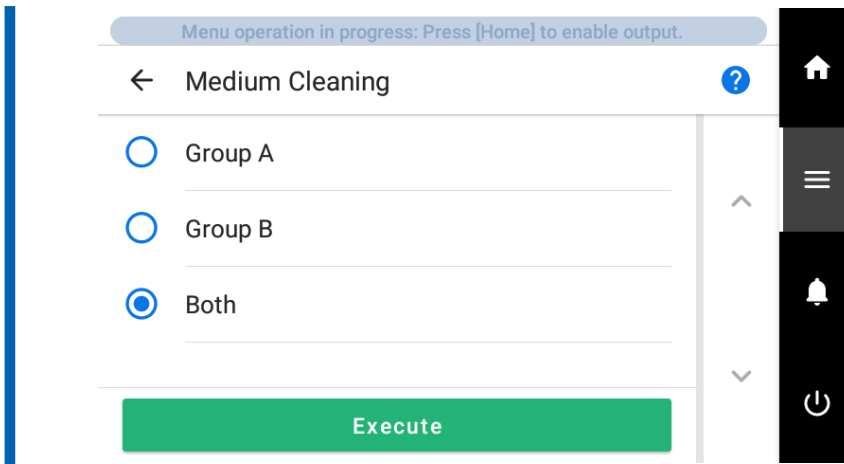 Menu operation in progress: Press [Home] to enable output.
Medium Cleaning
?
Group A
Group B
Both
Execute